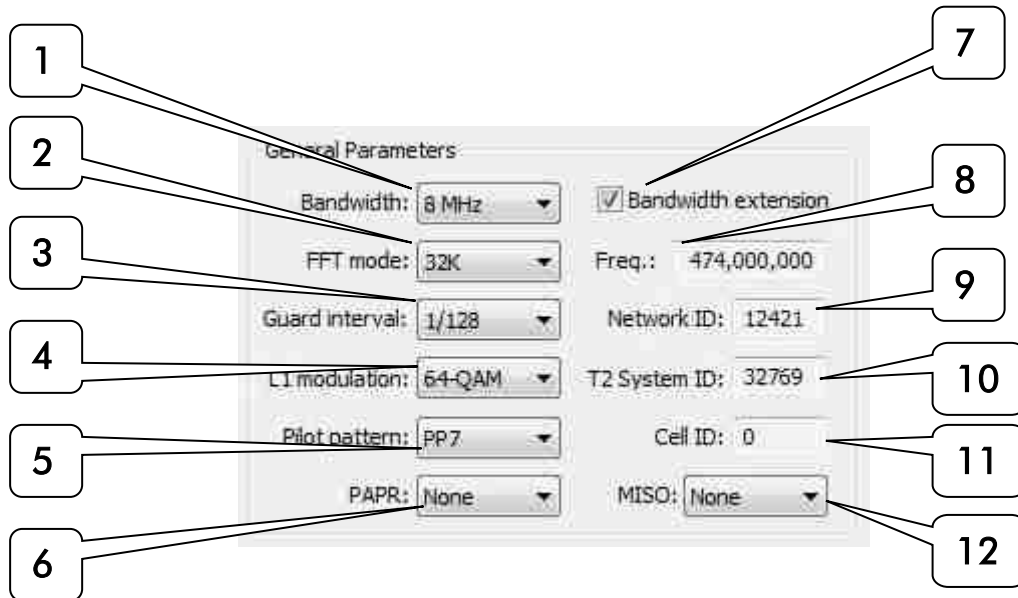 1
7
2
General Parameters
8
Bandwidth: 8 MHz Bandwidth extension
3
FFT mode: 32K Freq.: 474,000,000
9
Guard interval: 1/128 Network ID: 12421
4
L1 modulation: 64-QAM T2 System ID: 32769
10
Pilot pattern: PP7 Cell ID: 0
5
11
PAPR: None MISO: None
6
12